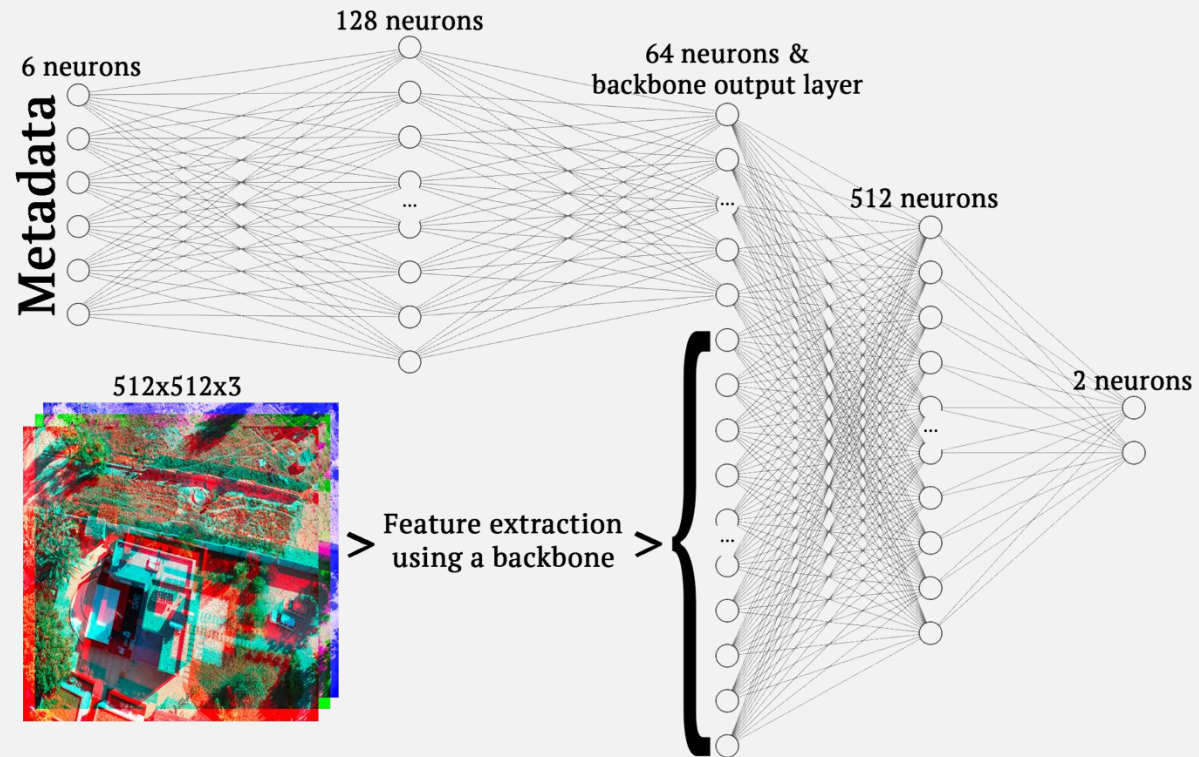 128 neurons
6 neurons
64 neurons &
backbone output layer
Metadata
...
...
512 neurons
...
2 neurons
512x512x3
> Feature extraction >
using a backbone
...